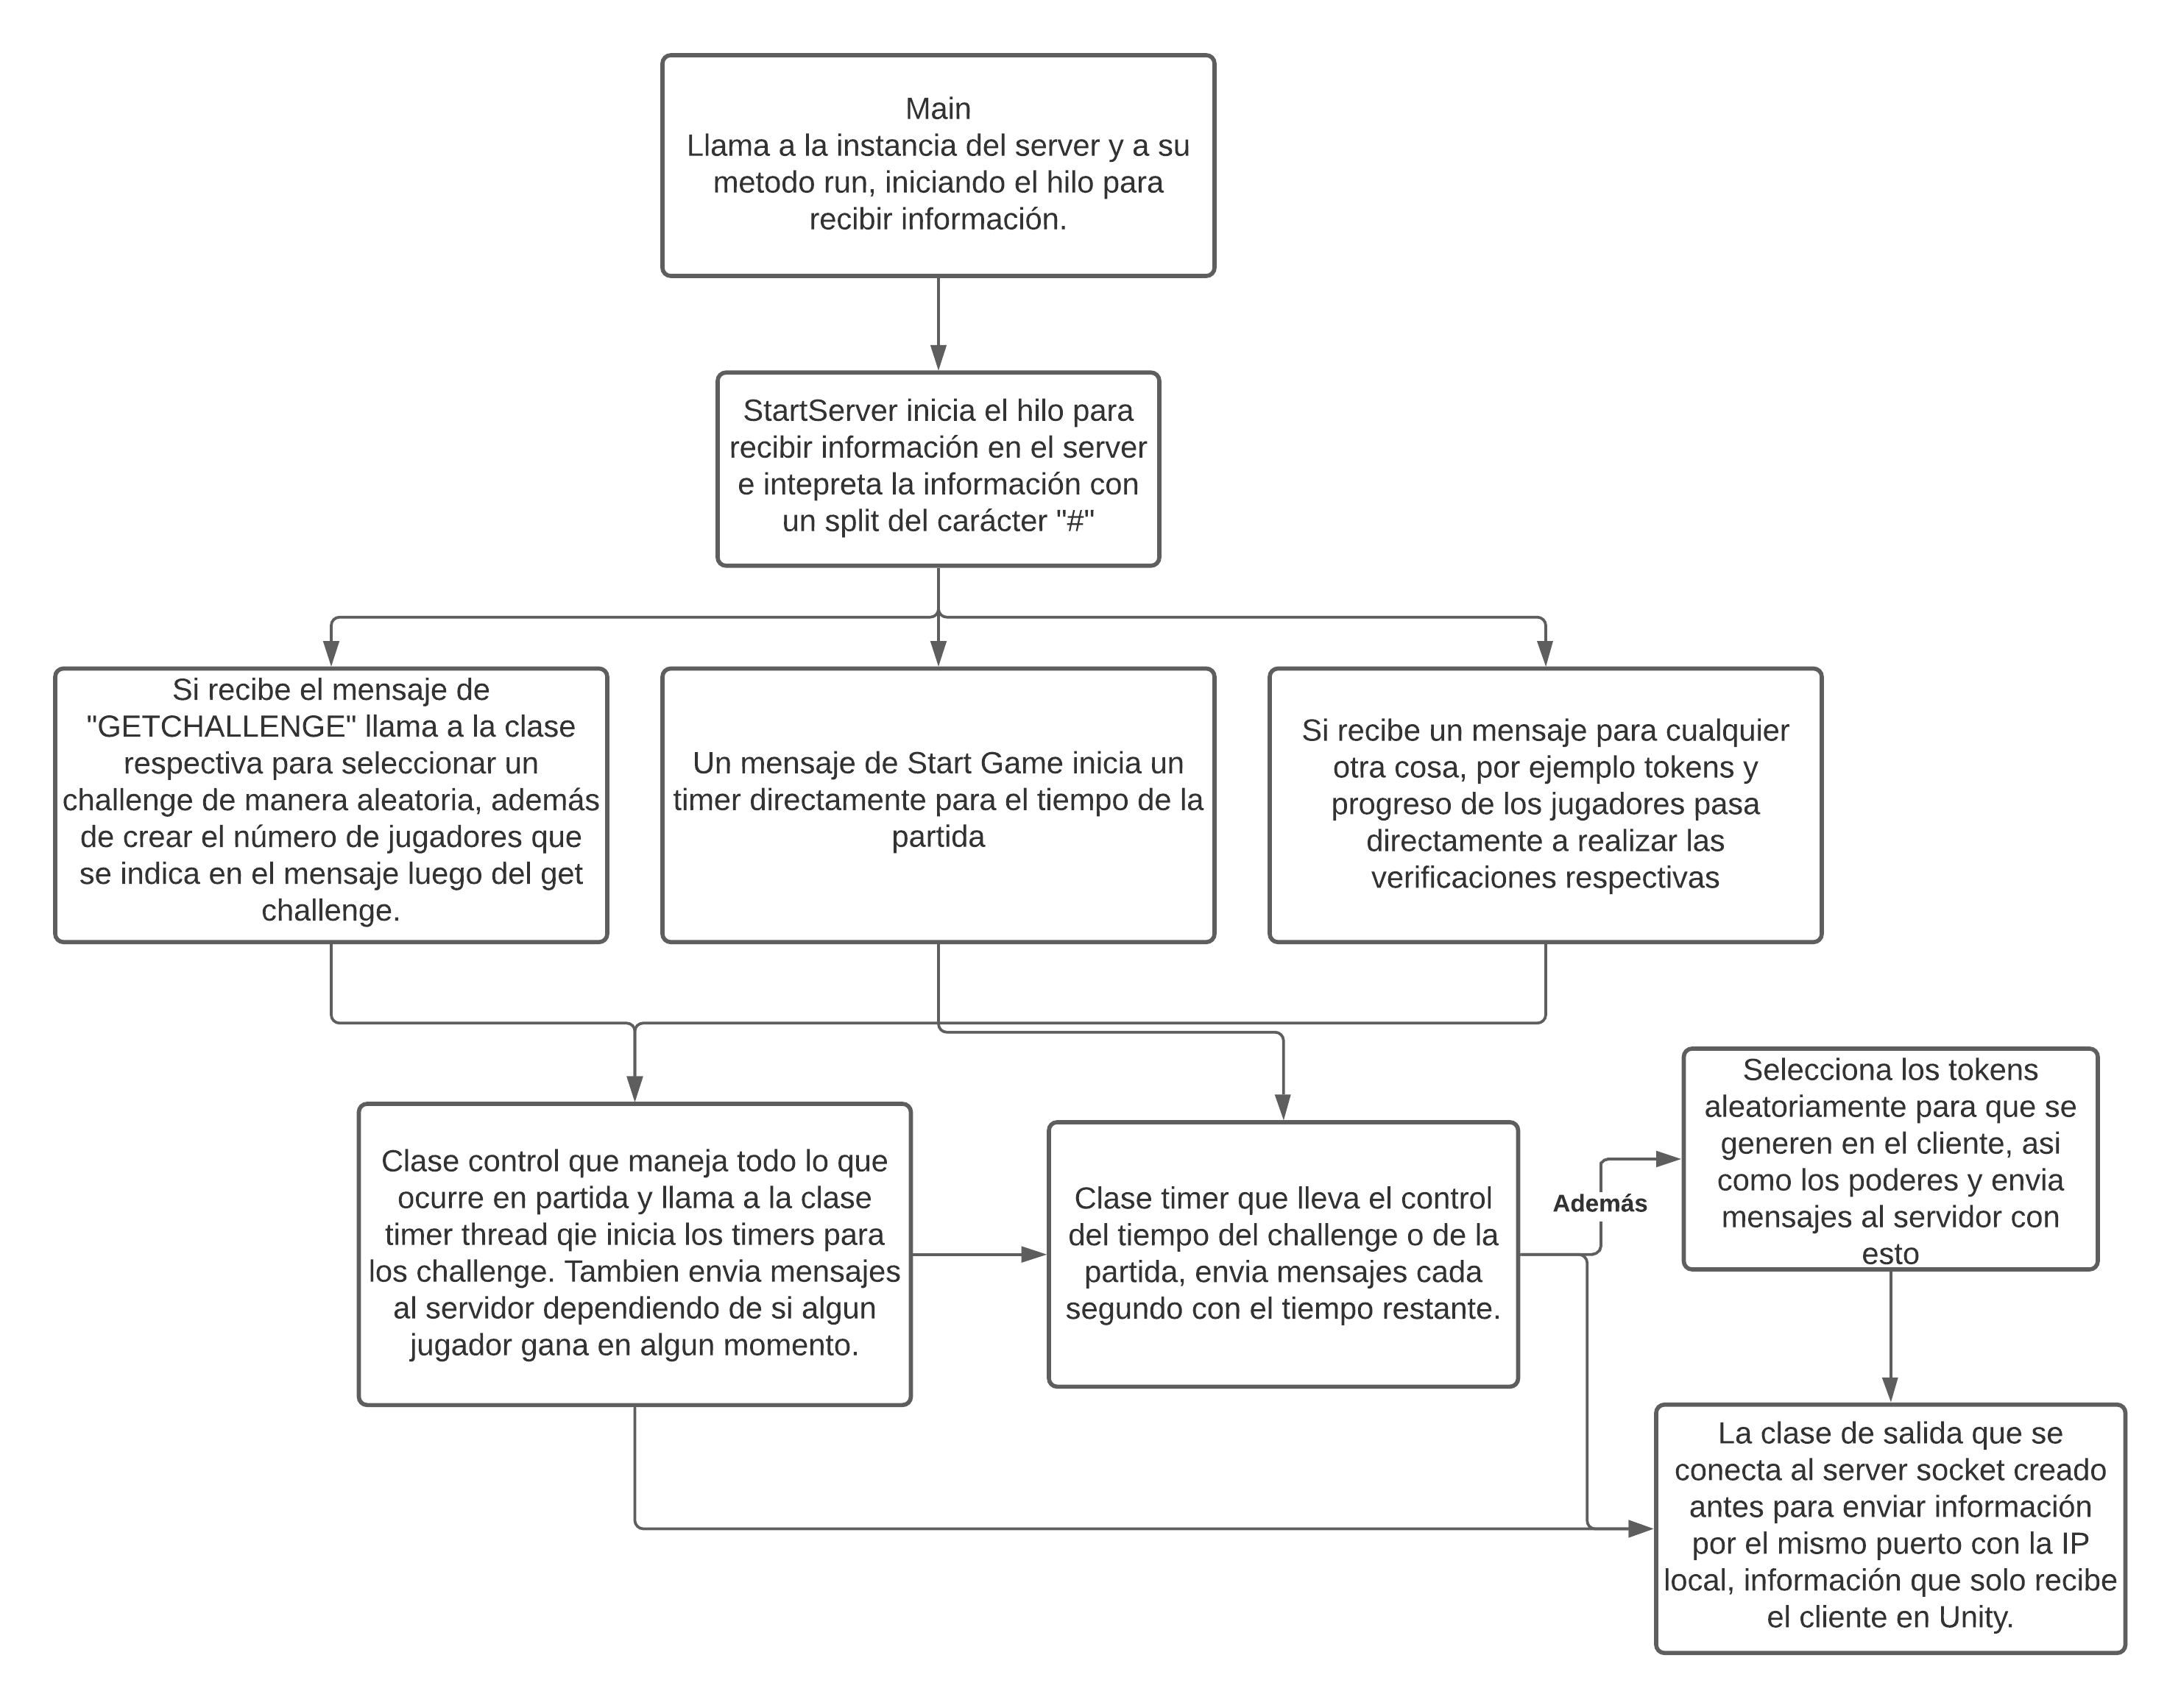 Main
Llama a la instancia del server y a su
metodo run, iniciando el hilo para
recibir información.
StartServer inicia el hilo para
recibir información en el server
e intepreta la información con
un split del carácter "#"
Si recibe el mensaje de
"GETCHALLENGE" llama a la clase
respectiva para seleccionar un
challenge de manera aleatoria, además
de crear el número de jugadores que
se indica en el mensaje luego del get
challenge.
Un mensaje de Start Game inicia un
timer directamente para el tiempo de la
partida
Si recibe un mensaje para cualquier
otra cosa, por ejemplo tokens y
progreso de los jugadores pasa
directamente a realizar las
verificaciones respectivas
Clase control que maneja todo lo que
ocurre en partida y llama a la clase
timer thread qie inicia los timers para
los challenge. Tambien envia mensajes
al servidor dependiendo de si algun
jugador gana en algun momento.
Clase timer que lleva el control
del tiempo del challenge o de la
partida, envia mensajes cada
segundo con el tiempo restante.
Además
Selecciona los tokens
aleatoriamente para que se
generen en el cliente, asi
como los poderes y envia
mensajes al servidor con
esto
La clase de salida que se
conecta al server socket creado
antes para enviar información
por el mismo puerto con la IP
local, información que solo recibe
el cliente en Unity.